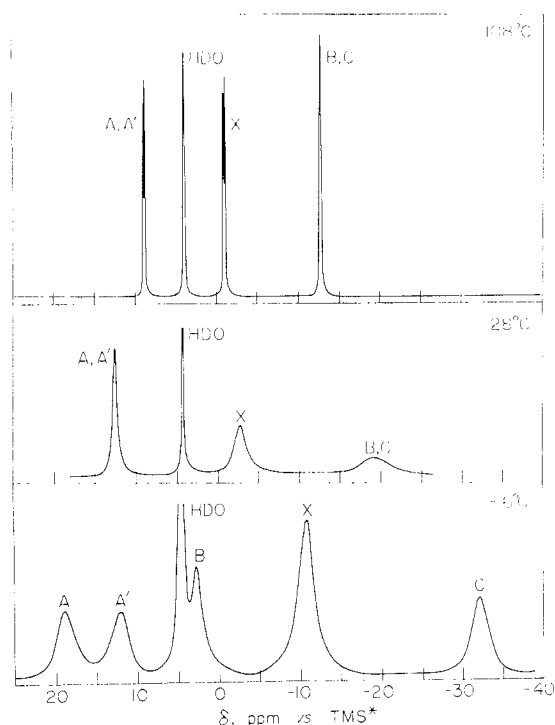 108°C
A, A' HDO X B,C
28°C
A, A' HDO X B,C
A A' HDO B X C
20 10 0 -10 -20 -30 -40
δ, ppm vs TMS*